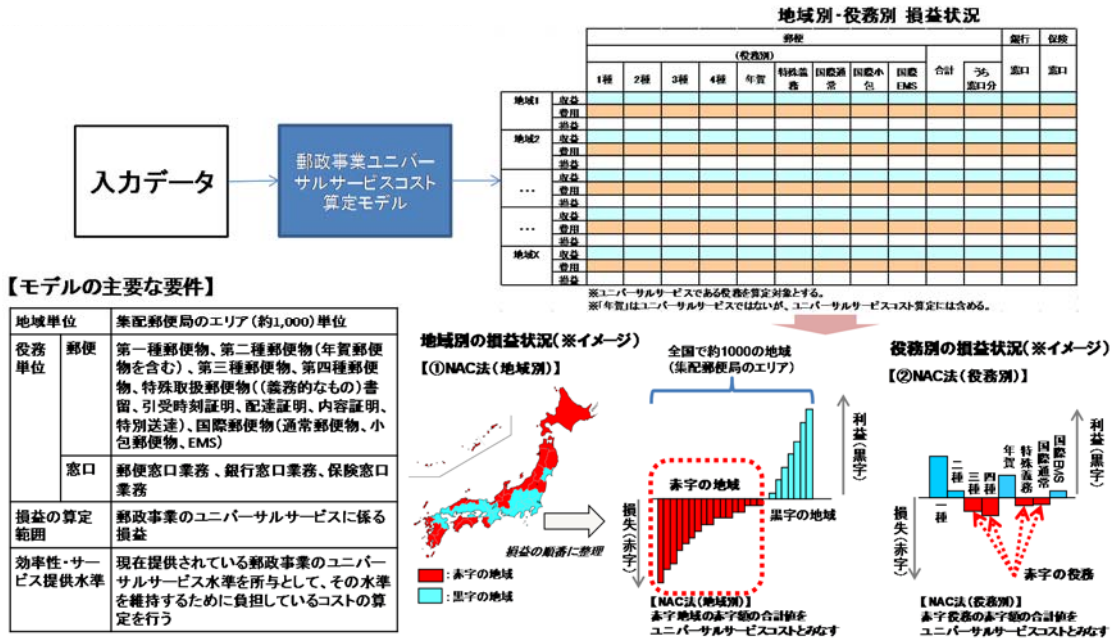 地域別・役務別 損益状況
郵便 銀行 保険
(役務別) 合計 うち窓口分 窓口 窓口
1種 2種 3種 4種 年賀 特殊義務 国際通常 国際小包 国際EMS
地域1 収益
費用
損益
地域2 収益
費用
損益
… 収益
費用
損益
… 収益
費用
損益
地域X 収益
費用
損益
※ユニバーサルサービスである役務を算定対象とする。
※「年賀」はユニバーサルサービスではないが、ユニバーサルサービスコスト算定には含める。
入力データ
郵政事業ユニバー
サルサービスコスト
算定モデル
【モデルの主要な要件】
地域単位 集配郵便局のエリア(約1,000)単位
役務単位 郵便 第一種郵便物、第二種郵便物(年賀郵便
物を含む)、第三種郵便物、第四種郵便
物、特殊取扱郵便物((義務的なもの)書
留、引受時刻証明、配達証明、内容証明、
特別送達)、国際郵便物(通常郵便物、小
包郵便物、EMS)
窓口 郵便窓口業務、銀行窓口業務、保険窓口
業務
損益の算定
範囲
郵政事業のユニバーサルサービスに係る
損益
効率性・サー
ビス提供水準
現在提供されている郵政事業のユニバー
サルサービス水準を所与として、その水準
を維持するために負担しているコストの算
定を行う
地域別の損益状況(※イメージ)
【①NAC法(地域別)】
全国で約1000の地域
(集配郵便局のエリア)
利益(黒字)
赤字の地域
黒字の地域
損失(赤字)
損益の順番に整理
:赤字の地域
:黒字の地域
【NAC法(地域別)】
赤字地域の赤字額の合計値を
ユニバーサルサービスコストとみなす
役務別の損益状況(※イメージ)
【②NAC法(役務別)】
利益(黒字)
一種
二種
三種
四種
年賀
特殊義務
国際通常
国際EMS
損失(赤字)
赤字の役務
【NAC法(役務別)】
赤字役務の赤字額の合計値を
ユニバーサルサービスコストとみなす